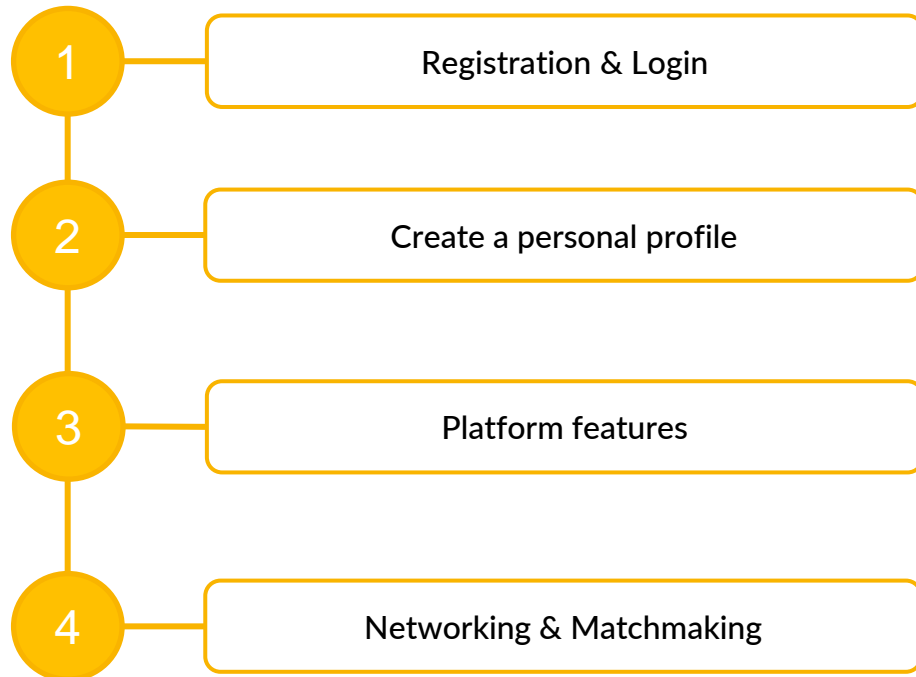 1
Registration & Login
2
Create a personal profile
3
Platform features
4
Networking & Matchmaking